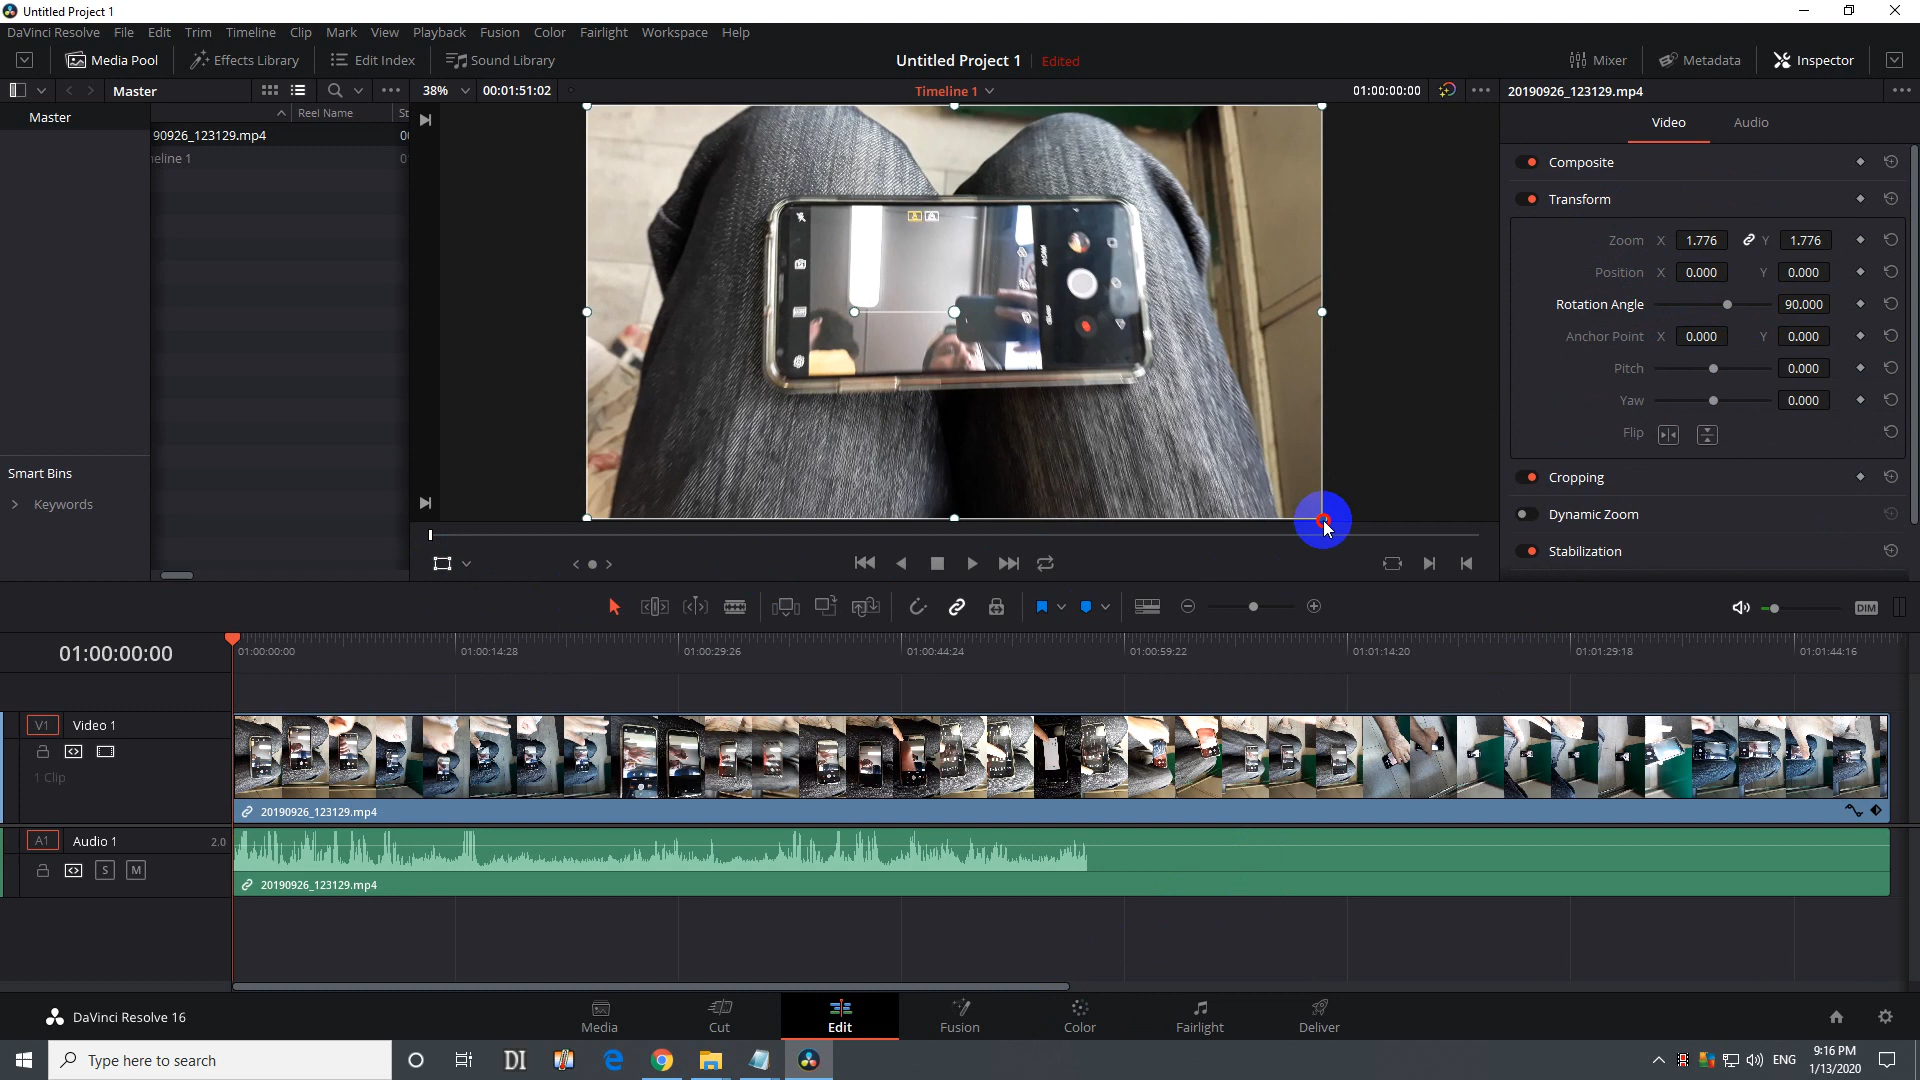 Untitled Project 1
DaVinci Resolve File Edit Trim Timeline Clip Mark View Playback Fusion Color Fairlight Workspace Help
Media Pool Effects Library Edit Index Sound Library Untitled Project 1 Edited Mixer Metadata Inspector
Master 38% 00:01:51:02 Timeline 1 01:00:00:00 20190926_123129.mp4
Master Reel Name St
90926_123129.mp4 00
eline 1 0
Video Audio
Composite
Transform
Zoom X 1.776 Y 1.776
Position X 0.000 Y 0.000
Rotation Angle 90.000
Anchor Point X 0.000 Y 0.000
Pitch 0.000
Yaw 0.000
Flip
Cropping
Dynamic Zoom
Stabilization
Smart Bins
Keywords
DIM
01:00:00:00
01:00:00:00 01:00:14:28 01:00:29:26 01:00:44:24 01:00:59:22 01:01:14:20 01:01:29:18 01:01:44:16
V1 Video 1
1 Clip
20190926_123129.mp4
A1 Audio 1 2.0
S M
20190926_123129.mp4
DaVinci Resolve 16
Media Cut Edit Fusion Color Fairlight Deliver
Type here to search
DI
ENG
9:16 PM
1/13/2020